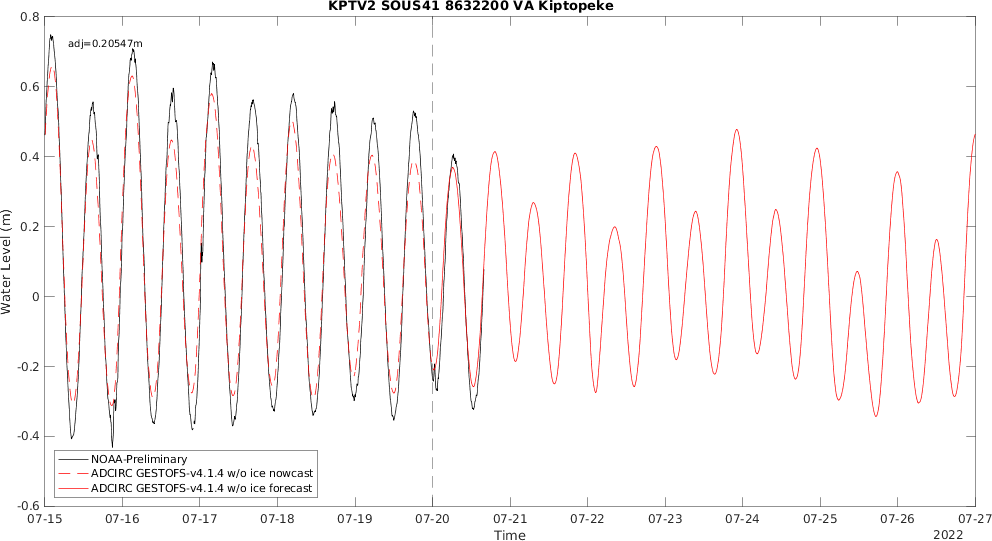 KPTV2 SOUS41 8632200 VA Kiptopeke
adj=0.20547m
0.8
0.6
0.4
0.2
0
-0.2
-0.4
-0.6
Water Level (m)
NOAA-Preliminary
ADCIRC GESTOFS-v4.1.4 w/o ice nowcast
ADCIRC GESTOFS-v4.1.4 w/o ice forecast
07-15 07-16 07-17 07-18 07-19 07-20 07-21 07-22 07-23 07-24 07-25 07-26 07-27
Time
2022